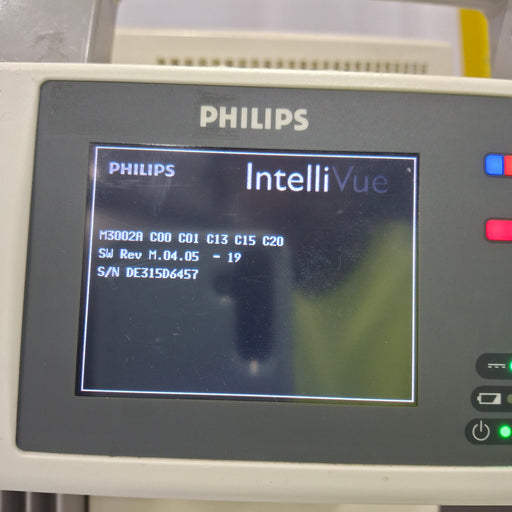 PHILIPS
PHILIPS IntelliVue
M3002A C00 C01 C13 C15 C20
SW Rev M.04.05 - 19
S/N DE315D6457